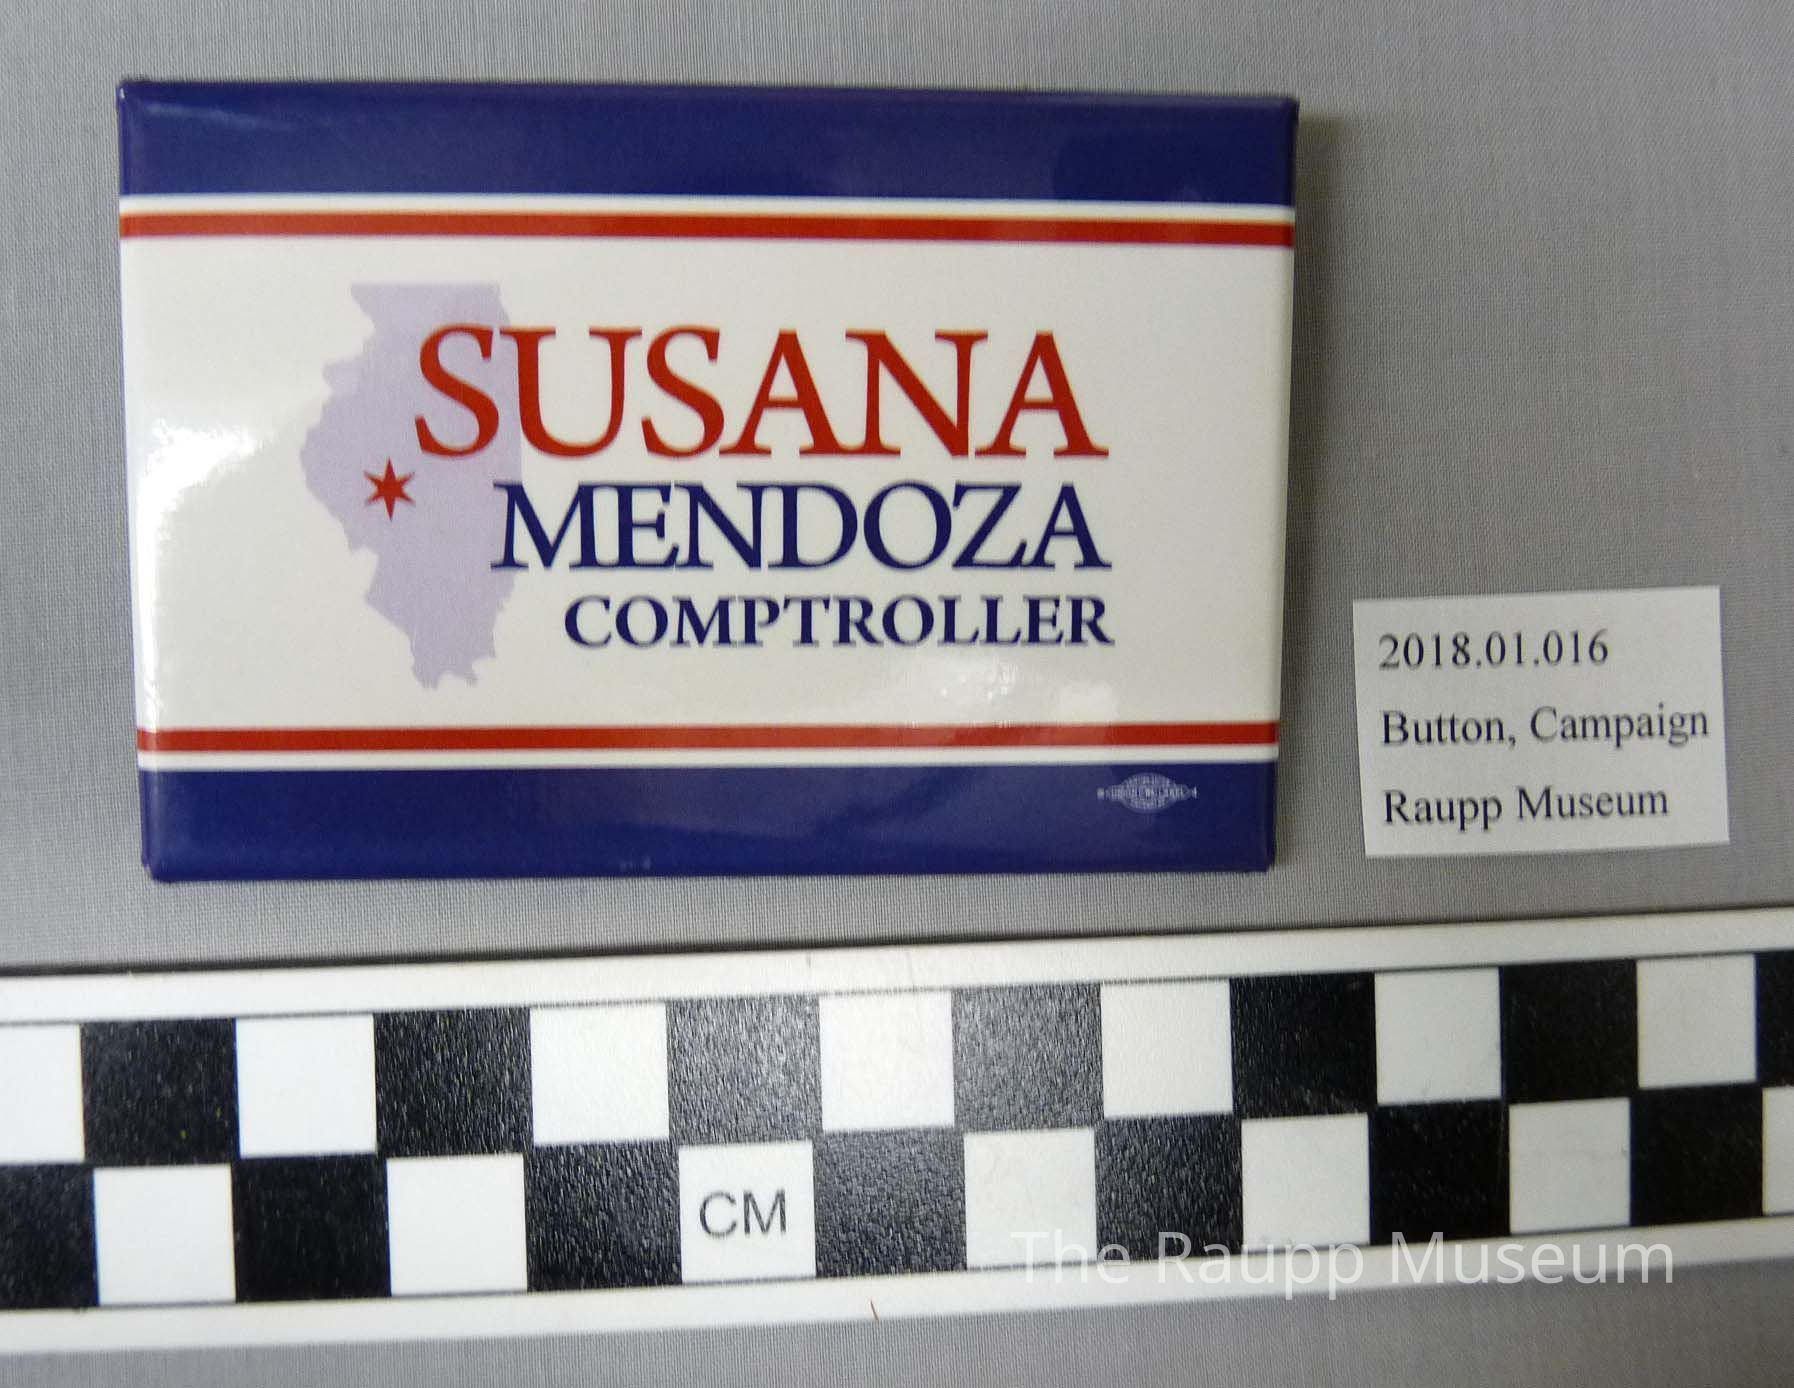 SUSANA
MENDOZA
COMPTROLLER
2018.01.016
Button, Campaign
Raupp Museum
CM
The Raupp Museum